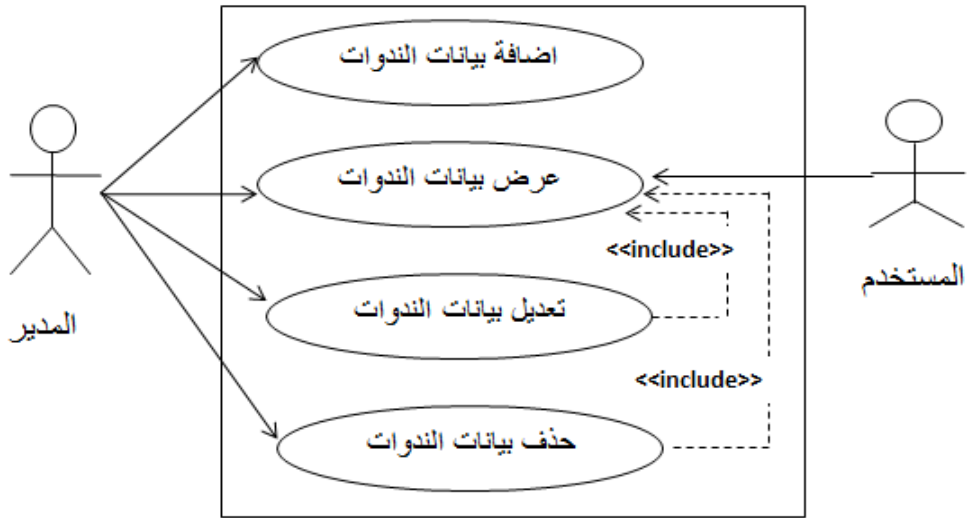 اضافة بيانات الندوات
عرض بيانات الندوات
<<include>>
المستخدم
تعديل بيانات الندوات
المدير
<<include>>
حذف بيانات الندوات